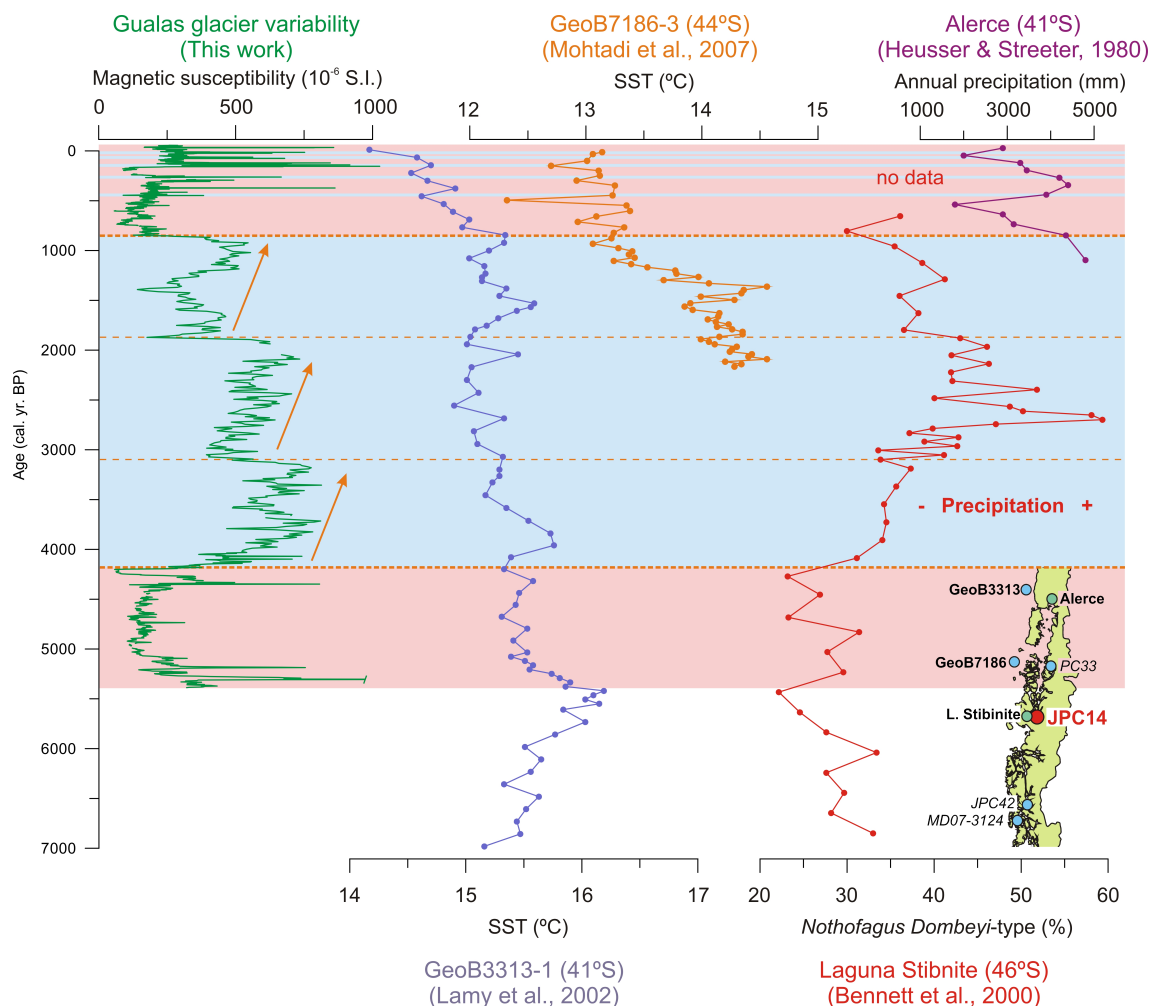 Gualas glacier variability
(This work)
GeoB7186-3 (44ºS)
(Mohtadi et al., 2007)
Alerce (41ºS)
(Heusser & Streeter, 1980)
Magnetic susceptibility (10⁻⁶ S.I.)
SST (ºC)
Annual precipitation (mm)
0 500 1000
12 13 14 15
1000 3000 5000
Age (cal. yr. BP)
0
1000
2000
3000
4000
5000
6000
7000
no data
- Precipitation +
GeoB3313
Alerce
GeoB7186
PC33
L. Stibinite
JPC14
JPC42
MD07-3124
14 15 16 17
20 30 40 50 60
SST (ºC)
Nothofagus Dombeyi-type (%)
GeoB3313-1 (41ºS)
(Lamy et al., 2002)
Laguna Stibnite (46ºS)
(Bennett et al., 2000)